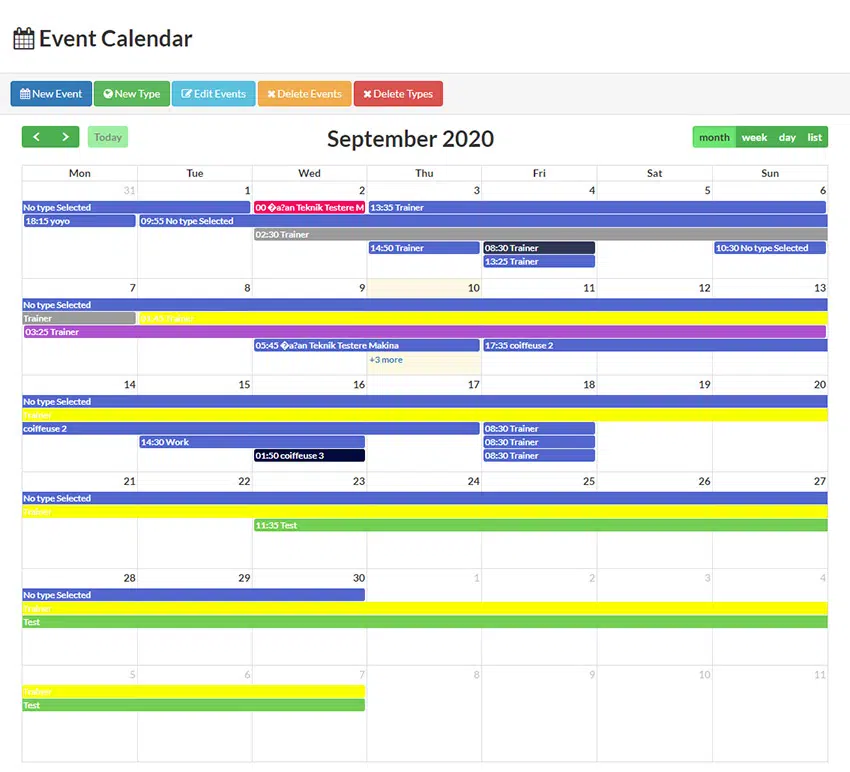 Event Calendar
New Event New Type Edit Events Delete Events Delete Types
Today September 2020 month week day list
Mon Tue Wed Thu Fri Sat Sun
31 1 2 3 4 5 6
No type Selected 00 �a?an Teknik Testere M 13:35 Trainer
18:15 yoyo 09:55 No type Selected
02:30 Trainer
14:50 Trainer 08:30 Trainer 10:30 No type Selected
13:25 Trainer
7 8 9 10 11 12 13
No type Selected
Trainer 01:45 Trainer
03:25 Trainer
05:45 �a?an Teknik Testere Makina 17:35 coiffeuse 2
+3 more
14 15 16 17 18 19 20
No type Selected
Trainer
coiffeuse 2 08:30 Trainer
14:30 Work 08:30 Trainer
01:50 coiffeuse 3 08:30 Trainer
21 22 23 24 25 26 27
No type Selected
Trainer
11:35 Test
28 29 30 1 2 3 4
No type Selected
Trainer
Test
5 6 7 8 9 10 11
Trainer
Test